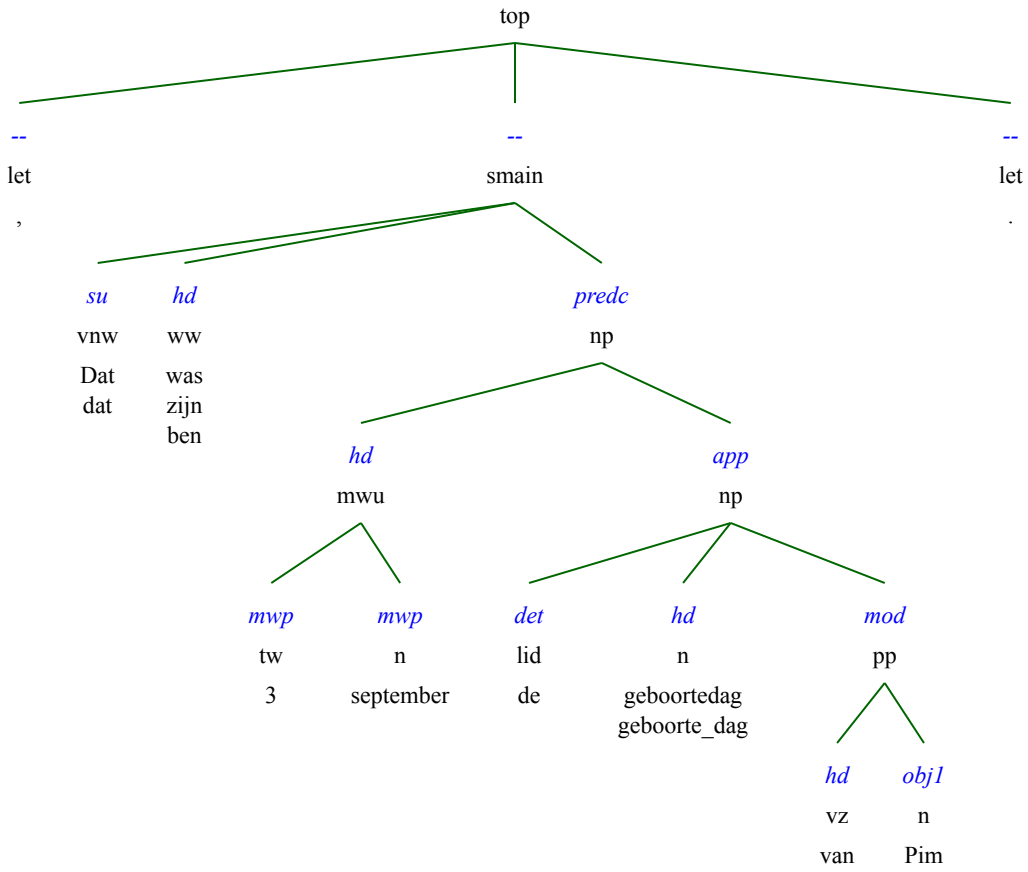 top
-- -- --
let smain let
, .
su hd predc
vnw ww np
Dat was
dat zijn
ben
hd app
mwu np
mwp mwp det hd mod
tw n lid n pp
3 september de geboortedag
geboorte_dag
hd obj1
vz n
van Pim